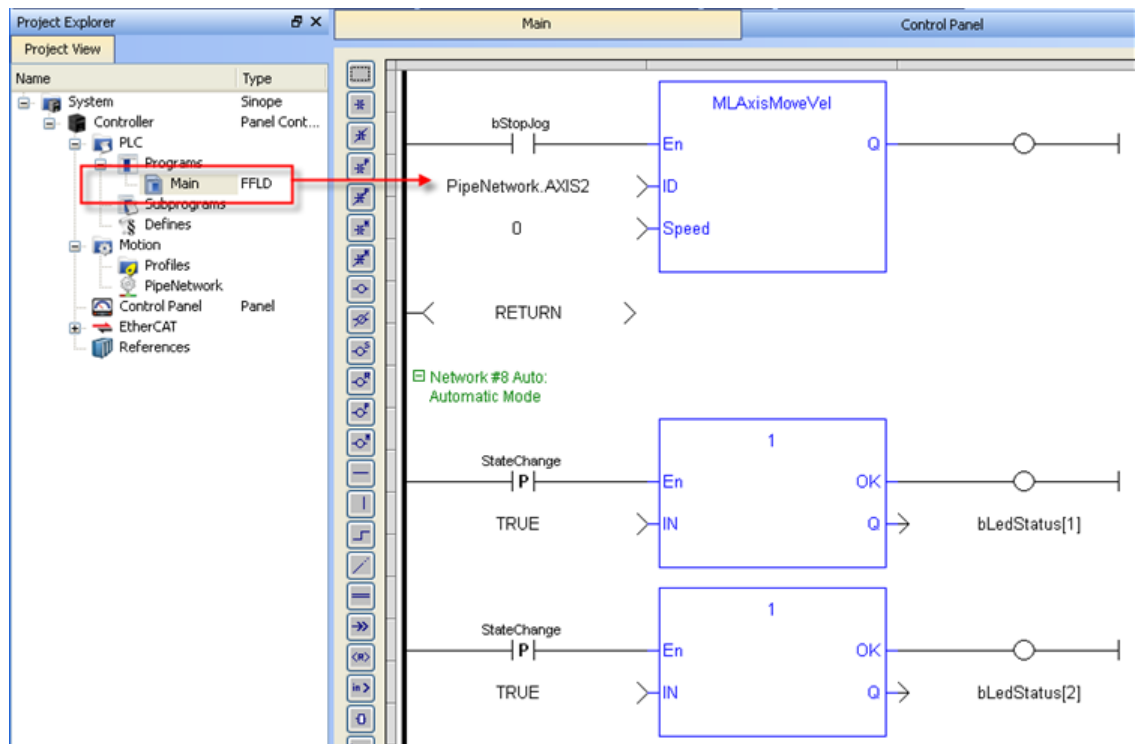 Project Explorer
Project View
Name Type
System Sinope
Controller Panel Cont...
PLC
Programs
Main FFLD
Subprograms
Defines
Motion
Profiles
PipeNetwork
Control Panel Panel
EtherCAT
References
Main Control Panel
MLAxisMoveVel
bStopJog
En Q
PipeNetwork.AXIS2 ID
0 Speed
RETURN
Network #8 Auto:
Automatic Mode
1
StateChange
P En OK
TRUE IN Q bLedStatus[1]
1
StateChange
P En OK
TRUE IN Q bLedStatus[2]